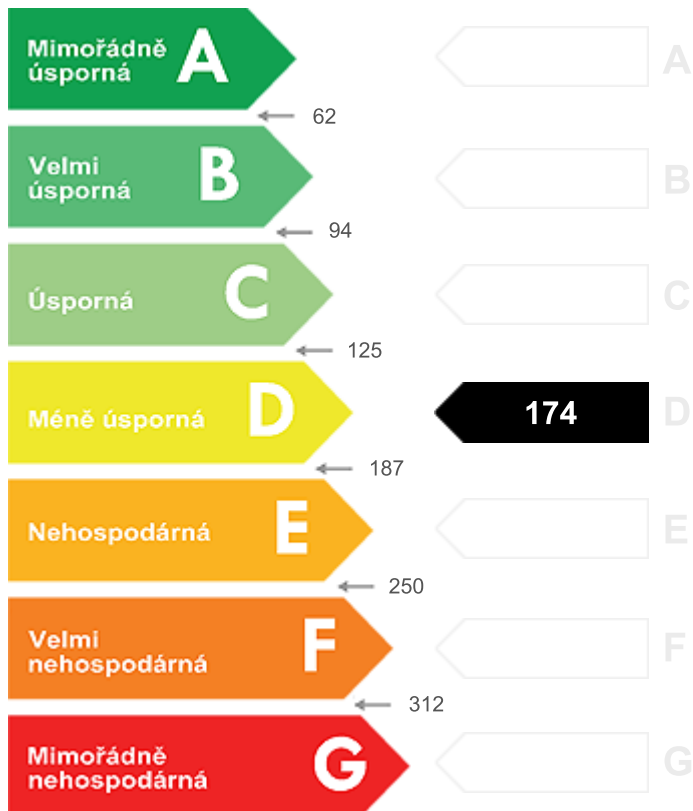 Mimořádně
úsporná
A
A
62
Velmi
úsporná
B
B
94
Úsporná
C
C
125
Méně úsporná
D
174
D
187
Nehospodárná
E
E
250
Velmi
nehospodárná
F
F
312
Mimořádně
nehospodárná
G
G